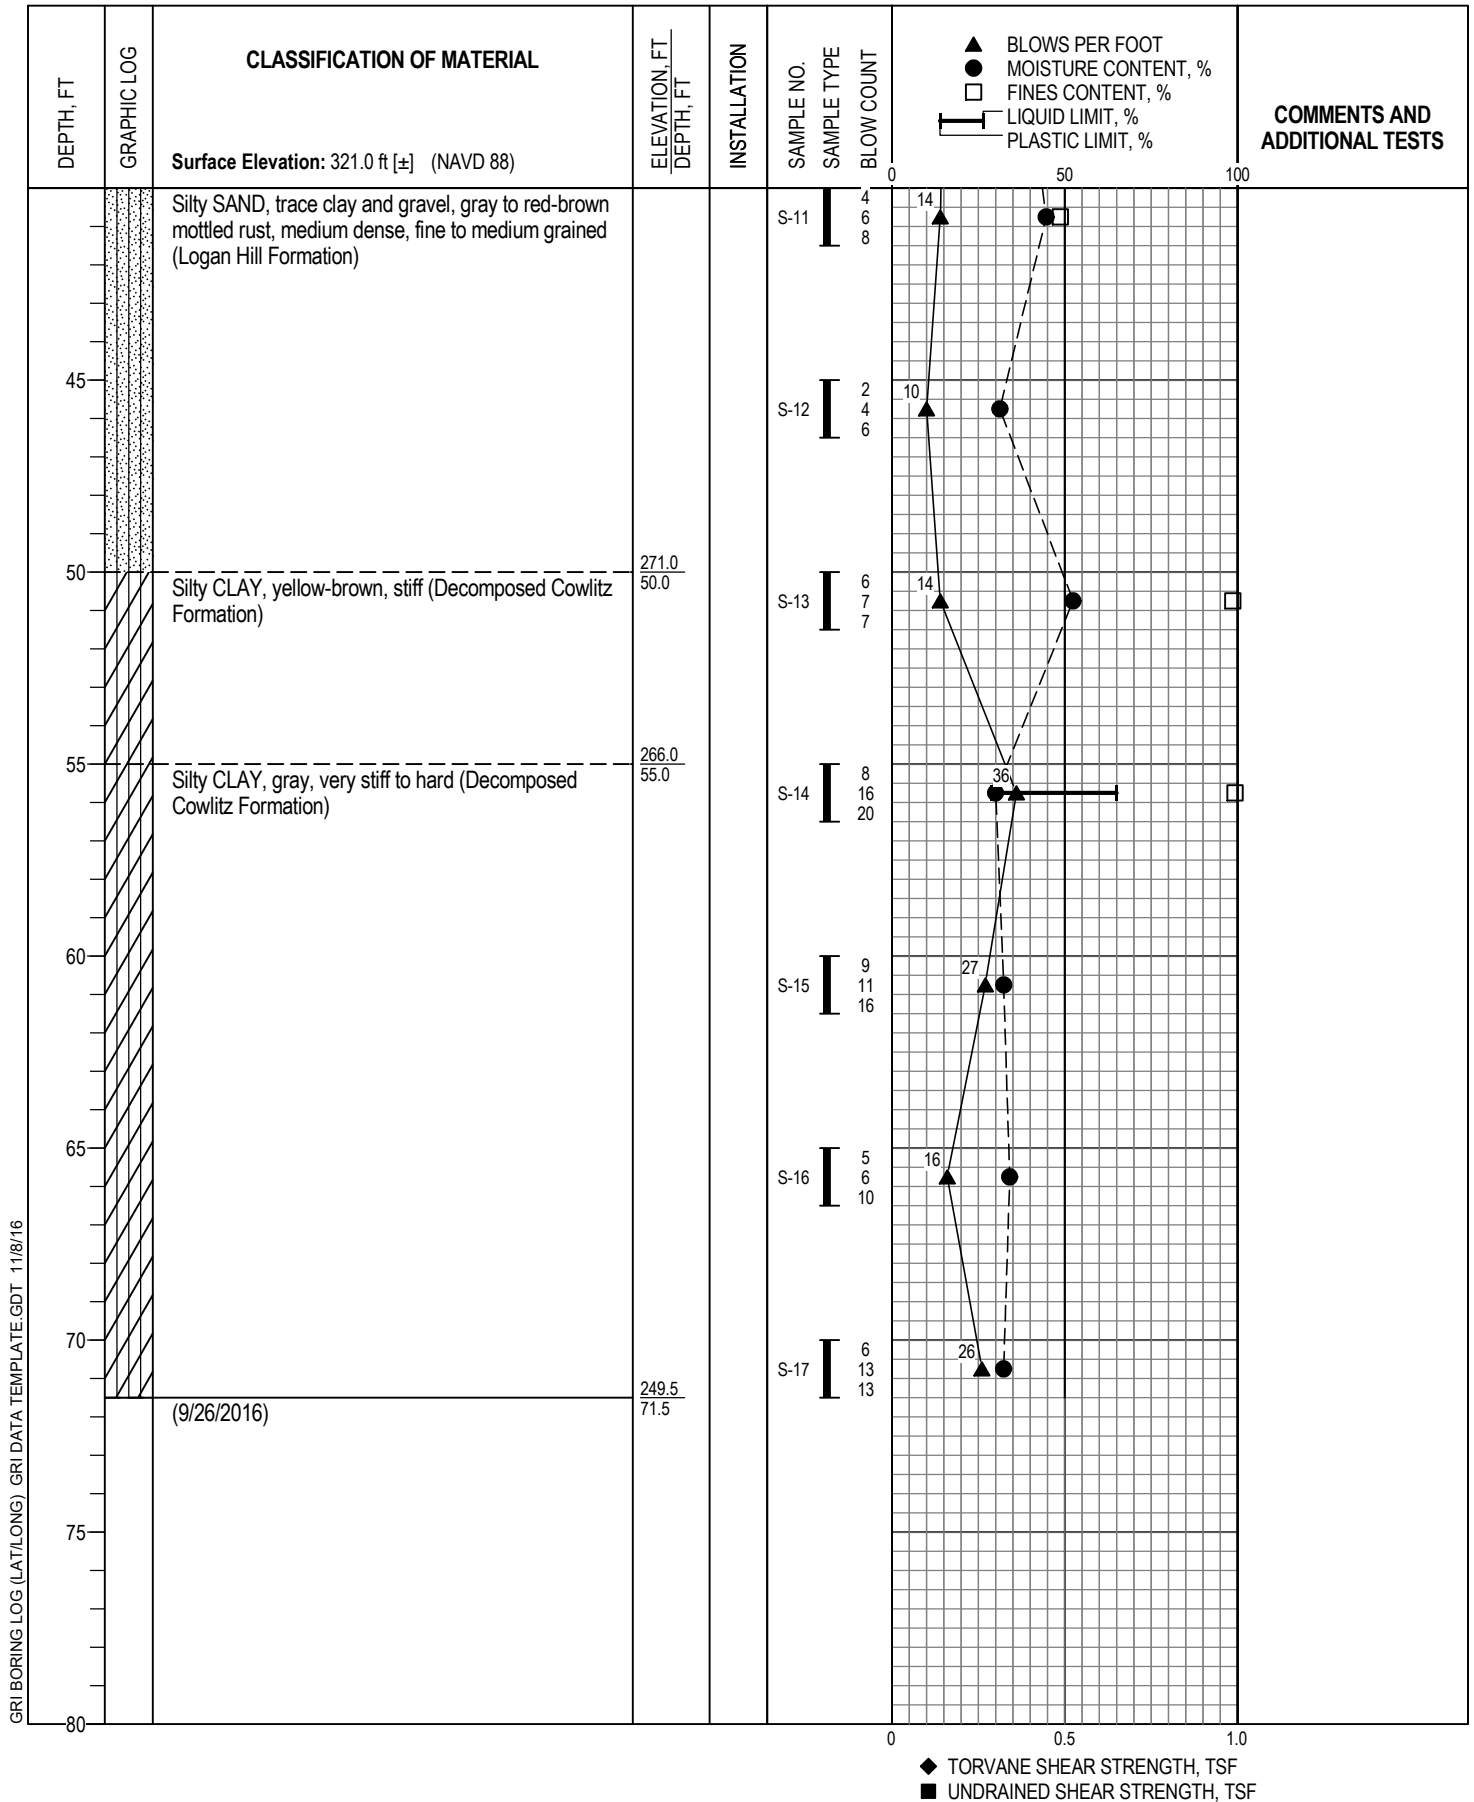 DEPTH, FT
GRAPHIC LOG
CLASSIFICATION OF MATERIAL
Surface Elevation: 321.0 ft [±] (NAVD 88)
ELEVATION, FT
DEPTH, FT
INSTALLATION
SAMPLE NO.
SAMPLE TYPE
BLOW COUNT
BLOWS PER FOOT
MOISTURE CONTENT, %
FINES CONTENT, %
LIQUID LIMIT, %
PLASTIC LIMIT, %
0 50 100
COMMENTS AND
ADDITIONAL TESTS
Silty SAND, trace clay and gravel, gray to red-brown
mottled rust, medium dense, fine to medium grained
(Logan Hill Formation)
S-11
4
6
8
14
45
S-12
2
4
6
10
50
271.0
50.0
Silty CLAY, yellow-brown, stiff (Decomposed Cowlitz
Formation)
S-13
6
7
7
14
55
266.0
55.0
Silty CLAY, gray, very stiff to hard (Decomposed
Cowlitz Formation)
S-14
8
16
20
36
60
S-15
9
11
16
27
65
S-16
5
6
10
16
70
S-17
6
13
13
26
249.5
71.5
(9/26/2016)
75
80
0 0.5 1.0
TORVANE SHEAR STRENGTH, TSF
UNDRAINED SHEAR STRENGTH, TSF
GRI BORING LOG (LAT/LONG) GRI DATA TEMPLATE.GDT 11/8/16